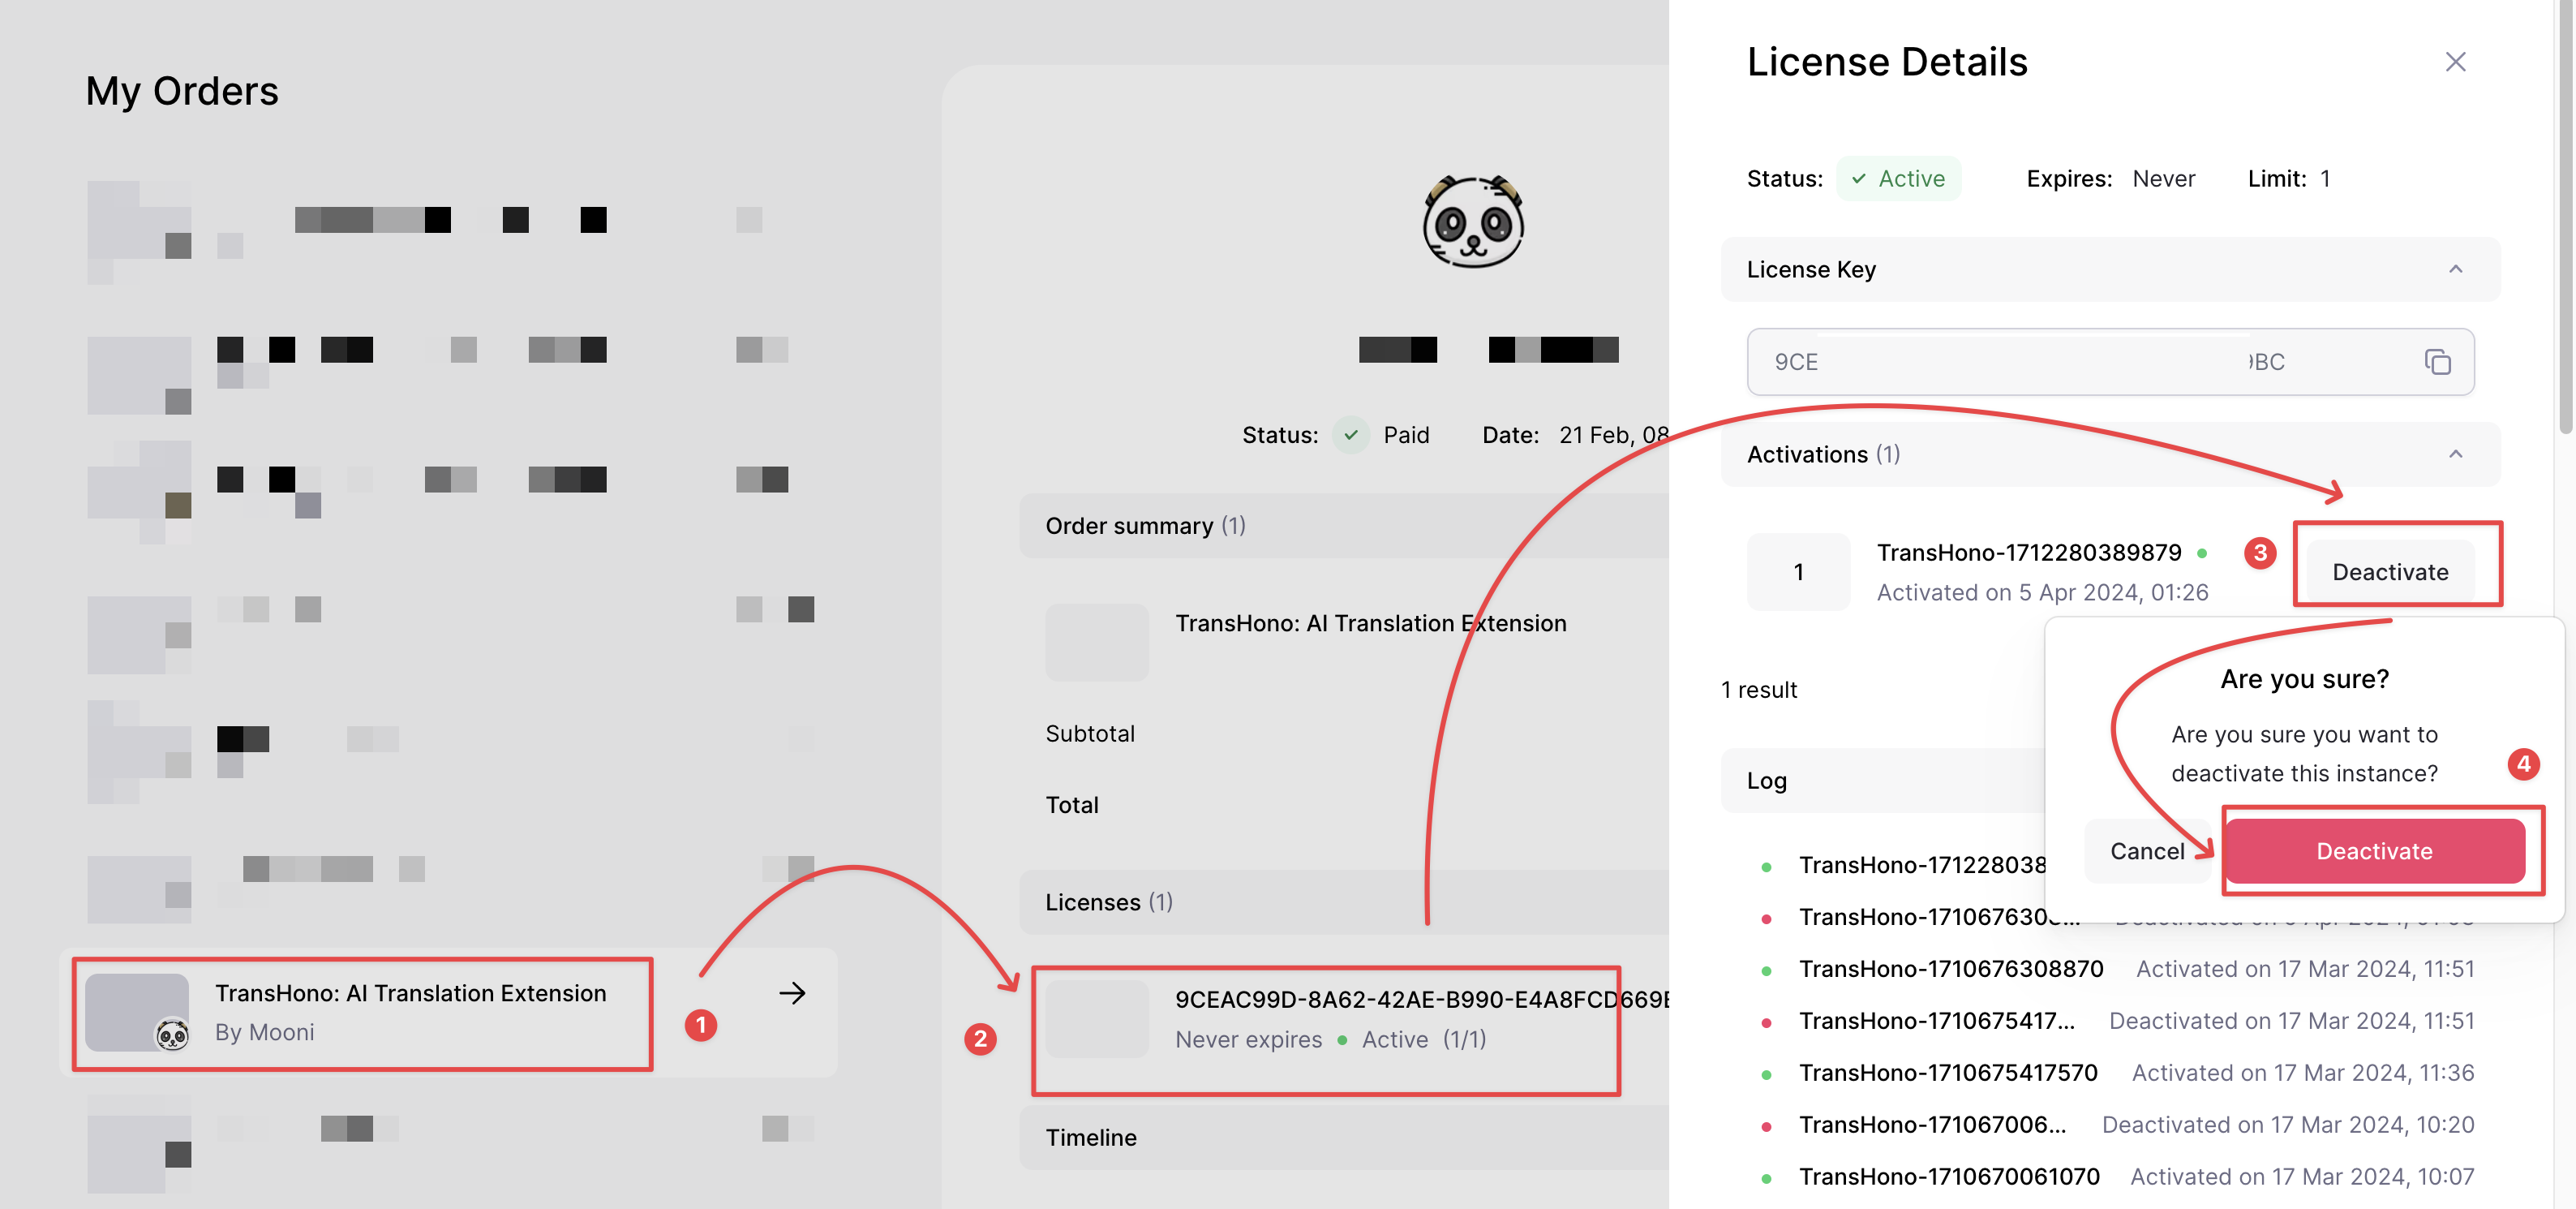 My Orders
TransHono: AI Translation Extension
By Mooni
1
Status: Paid Date: 21 Feb, 08
Order summary (1)
TransHono: AI Translation Extension
Subtotal
Total
Licenses (1)
2
9CEAC99D-8A62-42AE-B990-E4A8FCD669
Never expires Active (1/1)
Timeline
License Details
Status: Active Expires: Never Limit: 1
License Key
9CE BC
Activations (1)
1
TransHono-1712280389879
Activated on 5 Apr 2024, 01:26
3
Deactivate
1 result
Are you sure?
Are you sure you want to
deactivate this instance?
4
Cancel
Deactivate
Log
TransHono-171228038
TransHono-1710676308...
TransHono-1710676308870 Activated on 17 Mar 2024, 11:51
TransHono-1710675417... Deactivated on 17 Mar 2024, 11:51
TransHono-1710675417570 Activated on 17 Mar 2024, 11:36
TransHono-171067006... Deactivated on 17 Mar 2024, 10:20
TransHono-1710670061070 Activated on 17 Mar 2024, 10:07